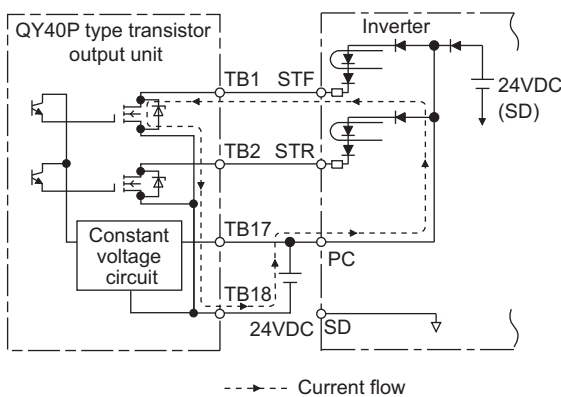 QY40P type transistor
output unit
Inverter
TB1 STF
24VDC
(SD)
TB2 STR
Constant
voltage
circuit
TB17
PC
TB18
24VDC
SD
Current flow